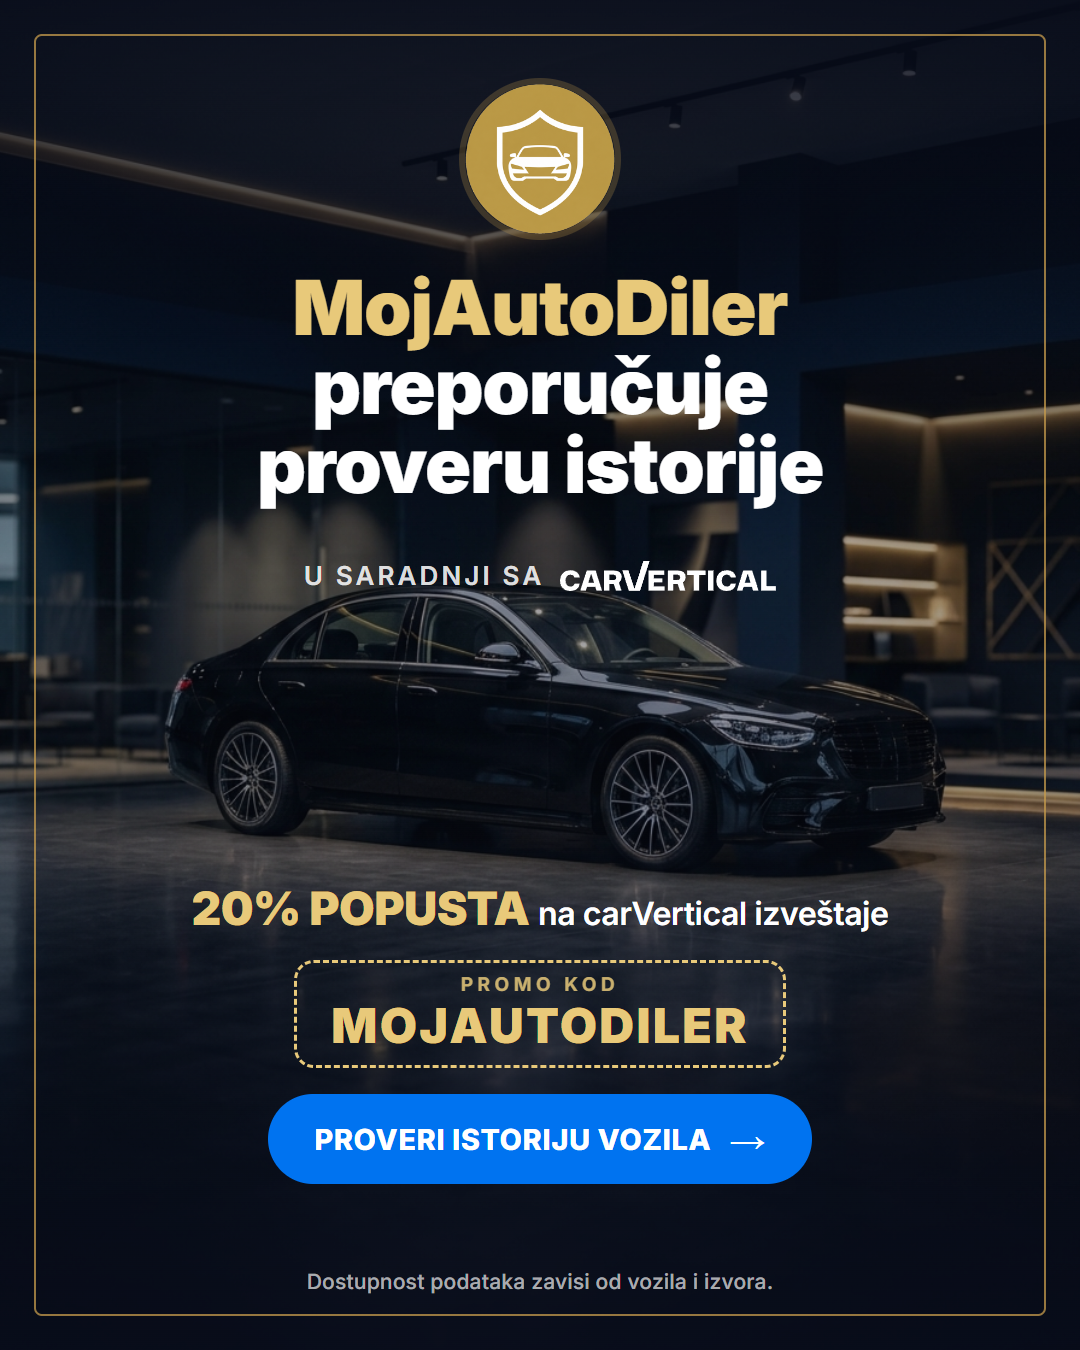 MojAutoDiler
preporučuje
proveru istorije
U SARADNJI SA CARVERTICAL
20% POPUSTA na carVertical izveštaje
PROMO KOD
MOJAUTODILER
PROVERI ISTORIJU VOZILA →
Dostupnost podataka zavisi od vozila i izvora.